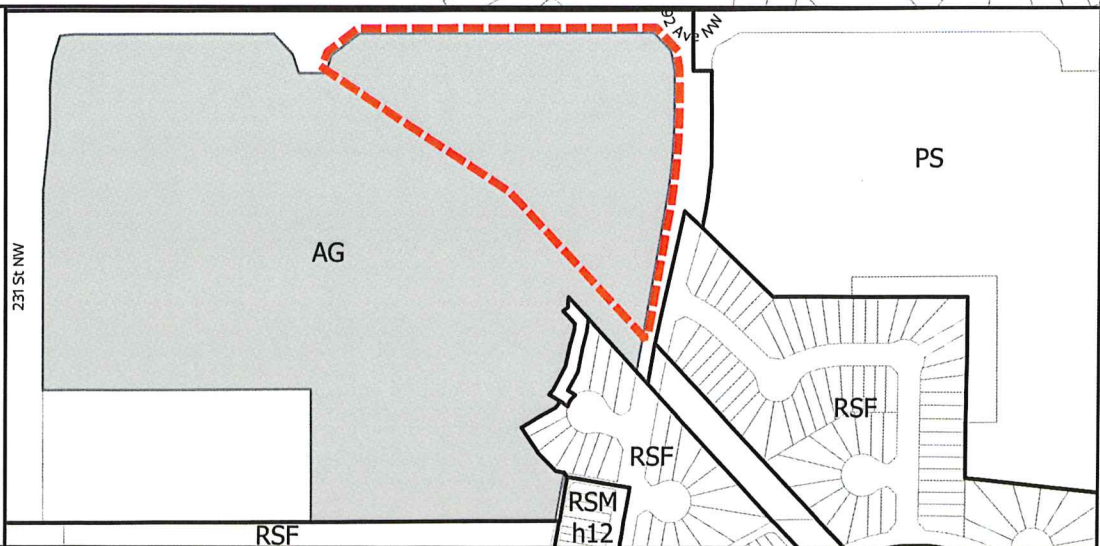 92 Ave NW
PS
AG
231 St NW
RSF
RSF
RSM
h12
RSF